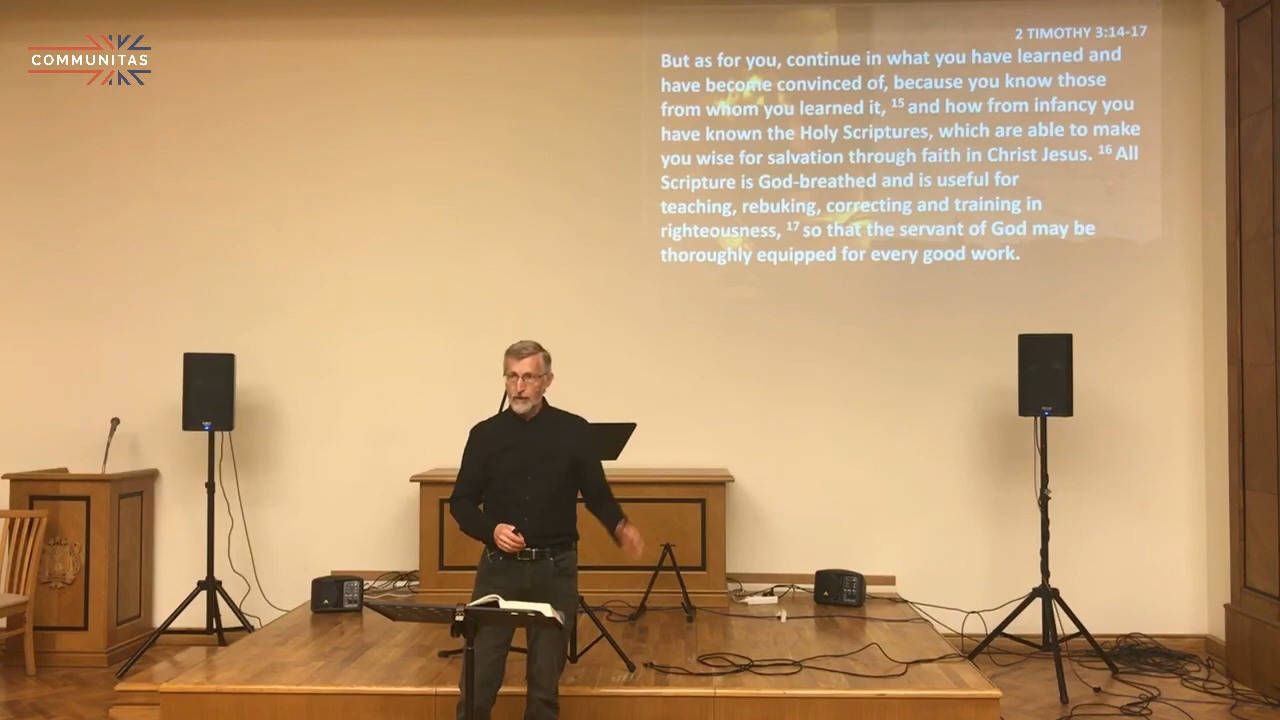 COMMUNITAS
2 TIMOTHY 3:14-17
But as for you, continue in what you have learned and
have become convinced of, because you know those
from whom you learned it, 15 and how from infancy you
have known the Holy Scriptures, which are able to make
you wise for salvation through faith in Christ Jesus. 16 All
Scripture is God-breathed and is useful for
teaching, rebuking, correcting and training in
righteousness, 17 so that the servant of God may be
thoroughly equipped for every good work.